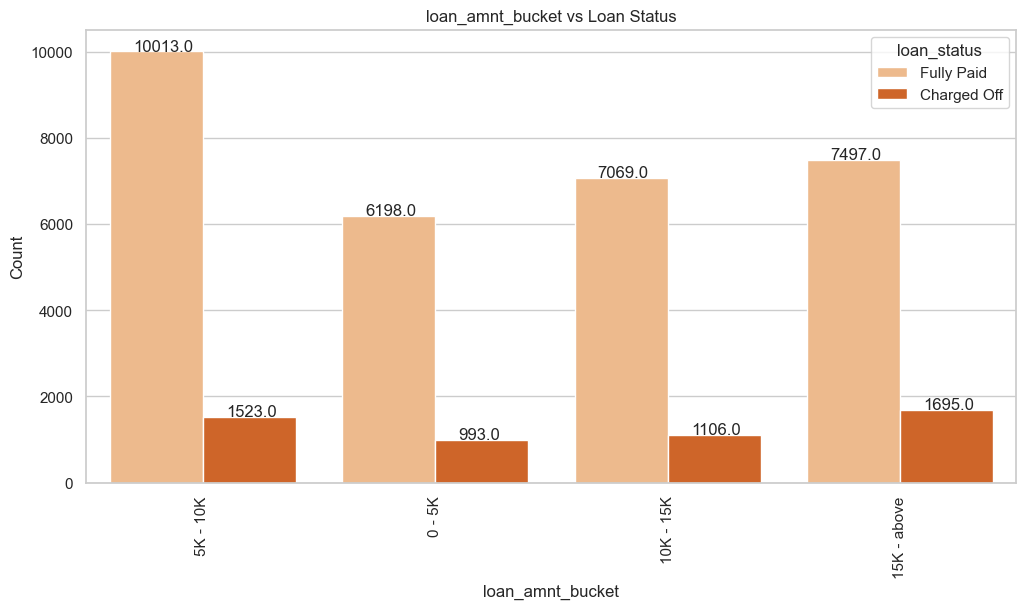 loan_amnt_bucket vs Loan Status
loan_status
Fully Paid
Charged Off
Count
10000
8000
6000
4000
2000
0
10013.0
1523.0
6198.0
993.0
7069.0
1106.0
7497.0
1695.0
5K - 10K
0 - 5K
10K - 15K
15K - above
loan_amnt_bucket